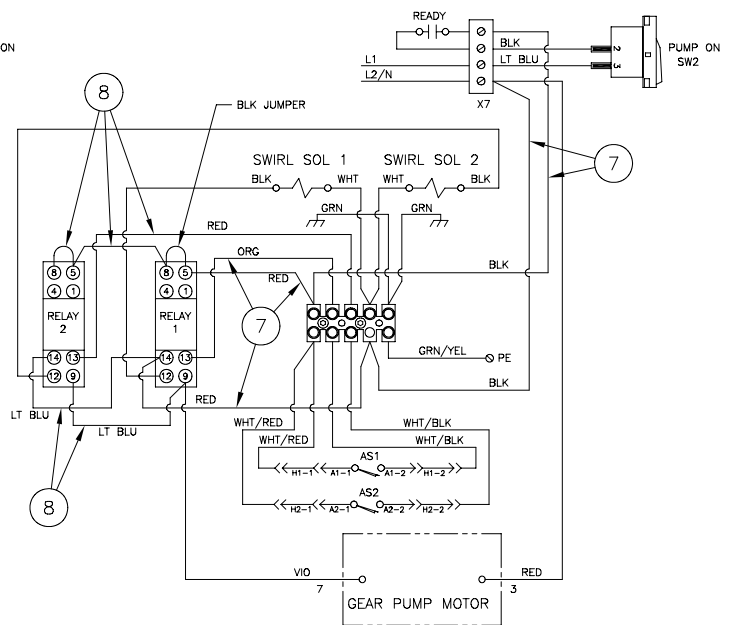 READY
ON
BLK
2
PUMP ON
SW2
L1
LT BLU
3
L2/N
X7
8
BLK JUMPER
7
SWIRL SOL 1
SWIRL SOL 2
BLK
WHT
WHT
BLK
GRN
GRN
RED
ORG
BLK
RED
8 5
8 5
4 1
4 1
RELAY
2
RELAY
1
7
14 13
14 13
GRN/YEL
PE
12 9
12 9
BLK
RED
LT BLU
LT BLU
WHT/RED
WHT/BLK
WHT/RED
WHT/BLK
AS1
H1-1
A1-1
A1-2
H1-2
AS2
H2-1
A2-1
A2-2
H2-2
8
VIO
RED
7
3
GEAR PUMP MOTOR